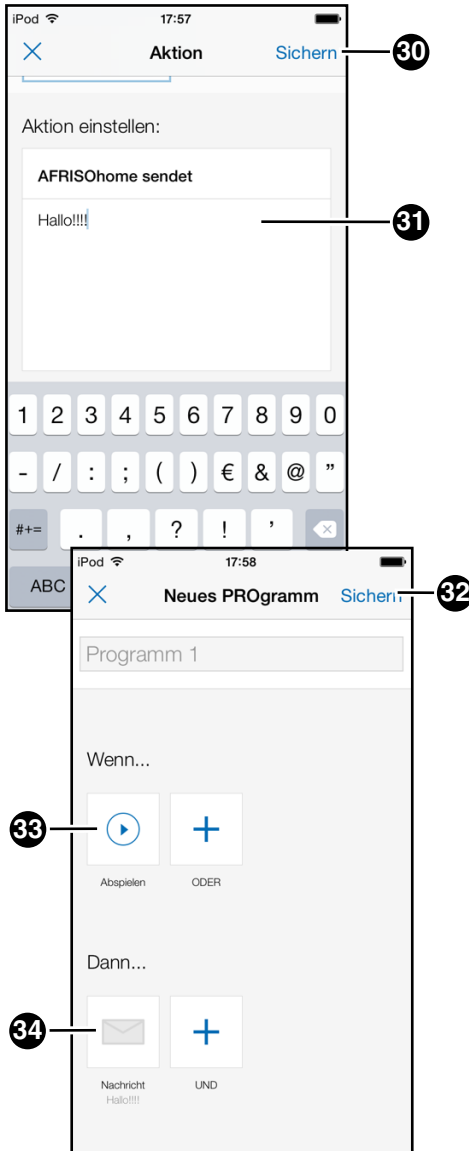 iPod 17:57
Aktion Sichern
30
Aktion einstellen:
AFRISOhome sendet
Hallo!!!!
31
1 2 3 4 5 6 7 8 9 0
- / : ; ( ) € & @ ”
#+= . , ? ! ’
ABC
iPod 17:58
Neues PROgramm Sichern
32
Programm 1
Wenn...
33
Abspielen ODER
Dann...
34
Nachricht UND
Hallo!!!!